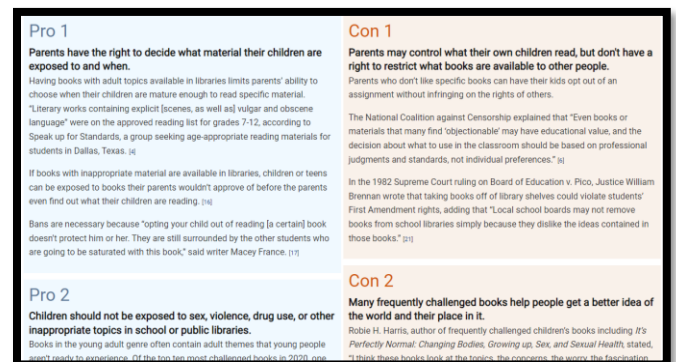 Pro 1
Parents have the right to decide what material their children are
exposed to and when.
Having books with adult topics available in libraries limits parents' ability to
choose when their children are mature enough to read specific material.
"Literary works containing explicit [scenes, as well as] vulgar and obscene
language" were on the approved reading list for grades 7-12, according to
Speak up for Standards, a group seeking age-appropriate reading materials for
students in Dallas, Texas. [4]
If books with inappropriate material are available in libraries, children or teens
can be exposed to books their parents wouldn't approve of before the parents
even find out what their children are reading. [16]
Bans are necessary because "opting your child out of reading [a certain] book
doesn't protect him or her. They are still surrounded by the other students who
are going to be saturated with this book," said writer Macey France. [17]
Pro 2
Children should not be exposed to sex, violence, drug use, or other
inappropriate topics in school or public libraries.
Books in the young adult genre often contain adult themes that young people
aren't ready to experience. Of the top ten most challenged books in 2020, one
Con 1
Parents may control what their own children read, but don't have a
right to restrict what books are available to other people.
Parents who don't like specific books can have their kids opt out of an
assignment without infringing on the rights of others.
The National Coalition against Censorship explained that "Even books or
materials that many find 'objectionable' may have educational value, and the
decision about what to use in the classroom should be based on professional
judgments and standards, not individual preferences." [6]
In the 1982 Supreme Court ruling on Board of Education v. Pico, Justice William
Brennan wrote that taking books off of library shelves could violate students'
First Amendment rights, adding that "Local school boards may not remove
books from school libraries simply because they dislike the ideas contained in
those books." [21]
Con 2
Many frequently challenged books help people get a better idea of
the world and their place in it.
Robie H. Harris, author of frequently challenged children's books including It's
Perfectly Normal: Changing Bodies, Growing up, Sex, and Sexual Health, stated,
"I think these books look at the topics, the concerns, the worry, the fascination